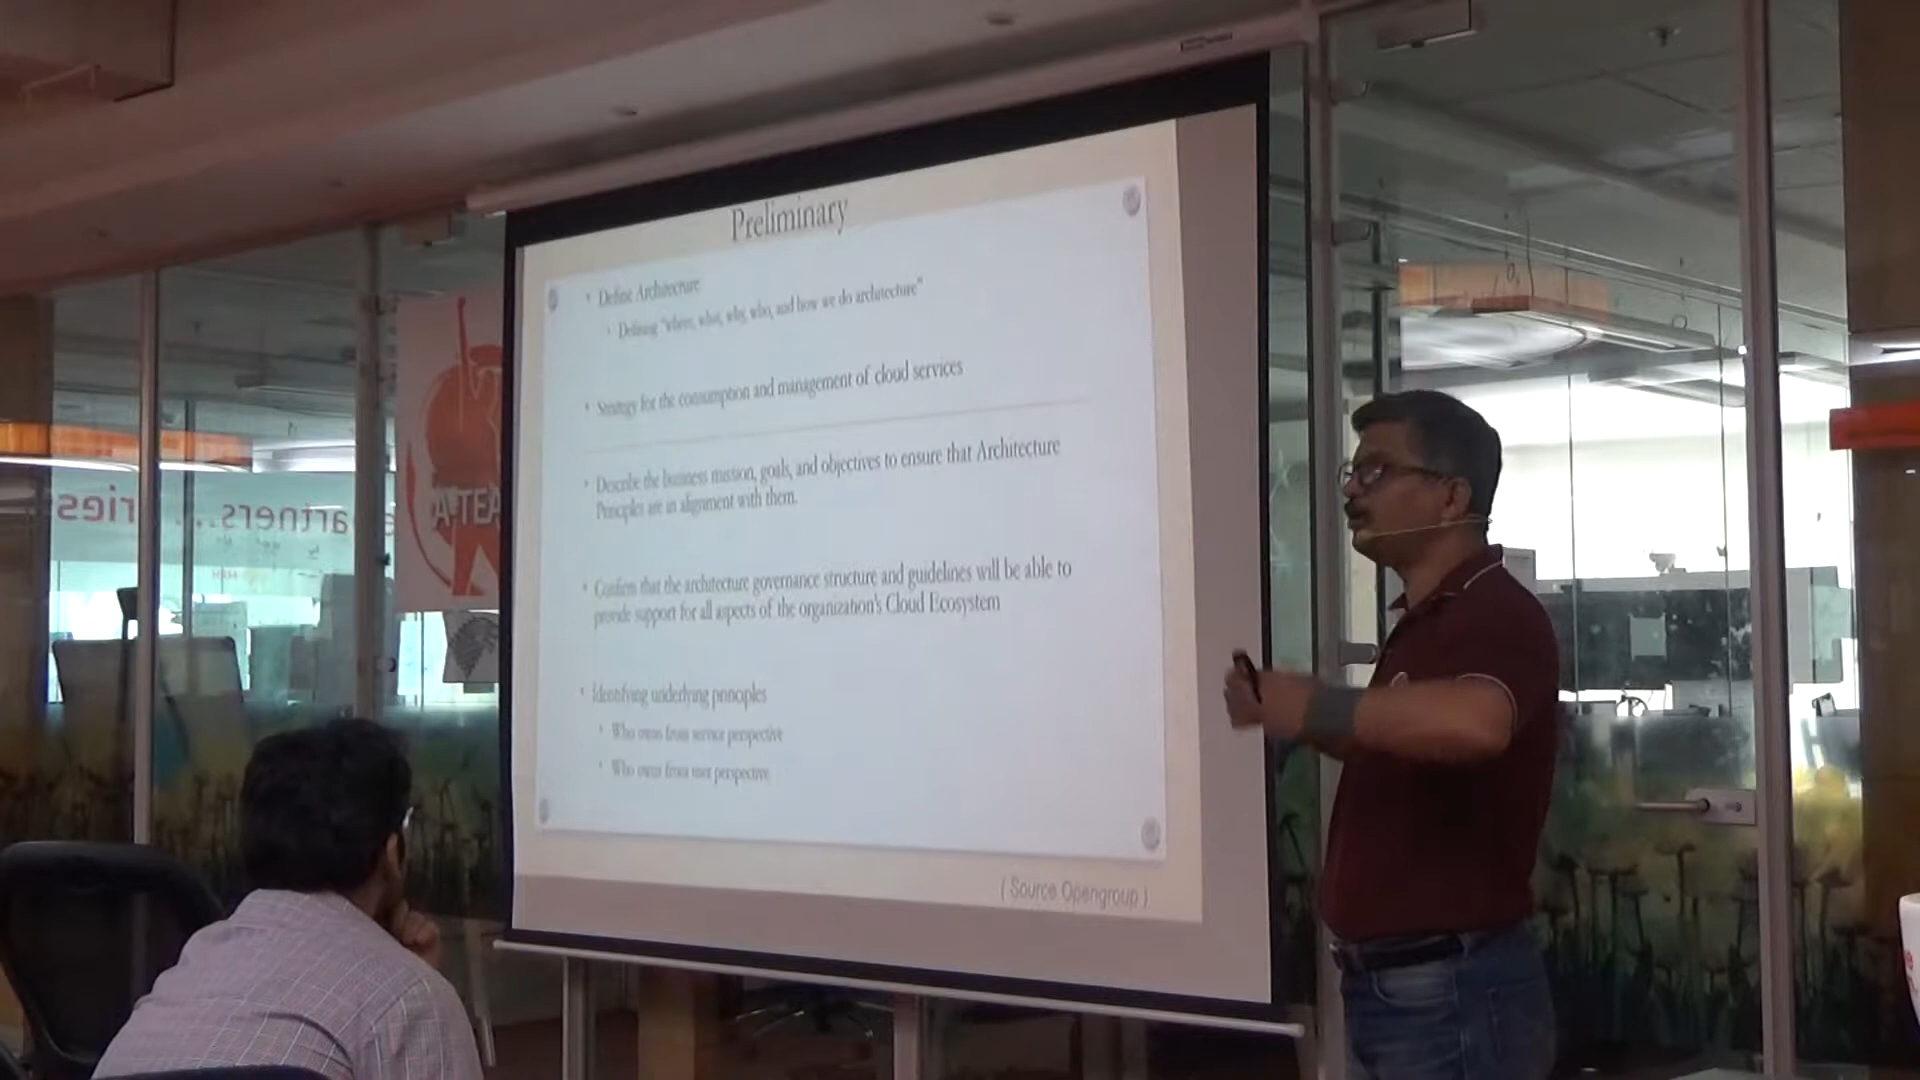 Preliminary
Define Architecture
Defining "where, what, why, who, and how we do architecture"
Strategy for the consumption and management of cloud services
Describe the business mission, goals, and objectives to ensure that Architecture
Principles are in alignment with them.
Confirm that the architecture governance structure and guidelines will be able to
provide support for all aspects of the organization's Cloud Ecosystem
Identifying underlying principles
Who owns from service perspective
Who owns from user perspective
( Source Opengroup )
A-TEA
artners...
ries